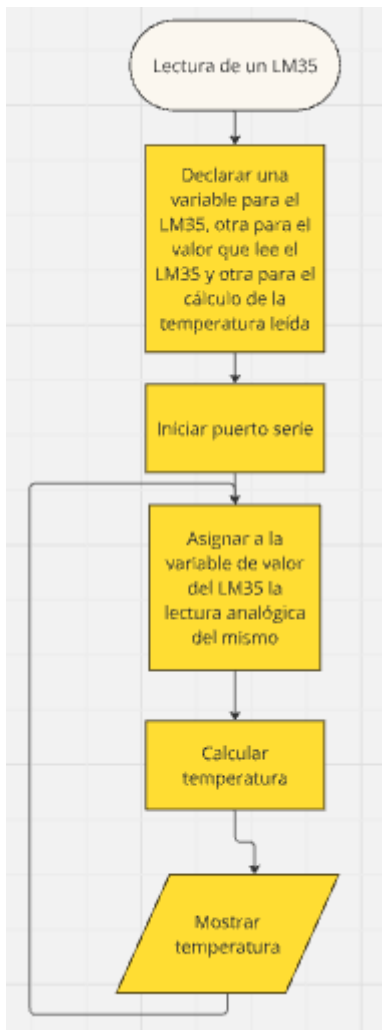 Lectura de un LM35
Declarar una
variable para el
LM35, otra para el
valor que lee el
LM35 y otra para el
cálculo de la
temperatura leída
Iniciar puerto serie
Asignar a la
variable de valor
del LM35 la
lectura analógica
del mismo
Calcular
temperatura
Mostrar
temperatura